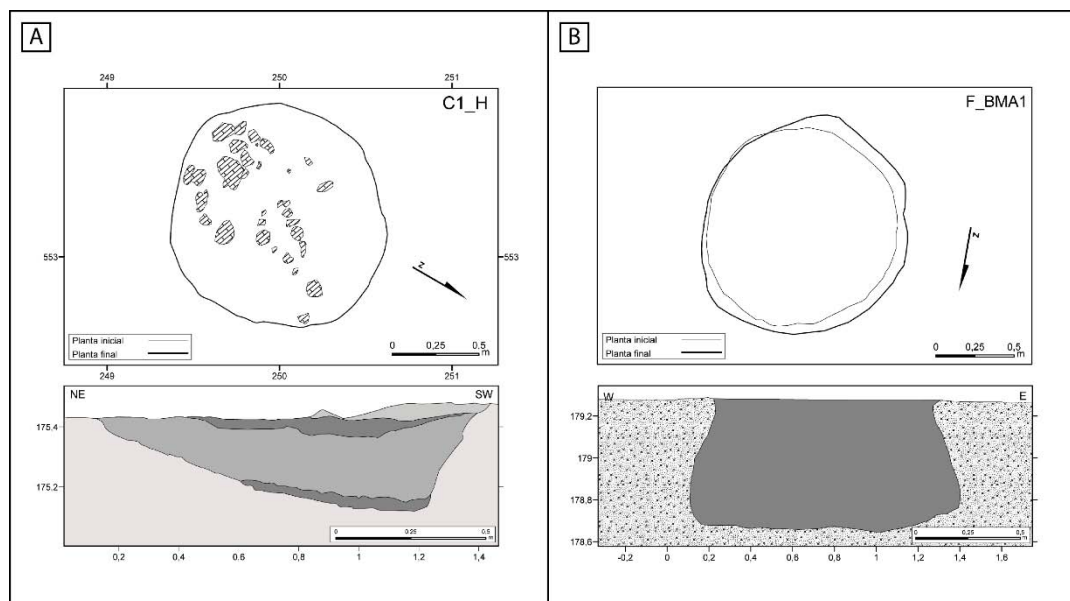 A
249 250 251
C1_H
553 553
N
Planta inicial
Planta final
0 0,25 0,5
m
249 250 251
NE SW
175.4
175.2
0 0,25 0,5
m
0,2 0,4 0,6 0,8 1 1,2 1,4
B
F_BMA1
N
Planta inicial
Planta final
0 0,25 0,5
m
W E
179.2
179
178.8
178.6
0 0,25 0,5
m
-0,2 0 0,2 0,4 0,6 0,8 1 1,2 1,4 1,6